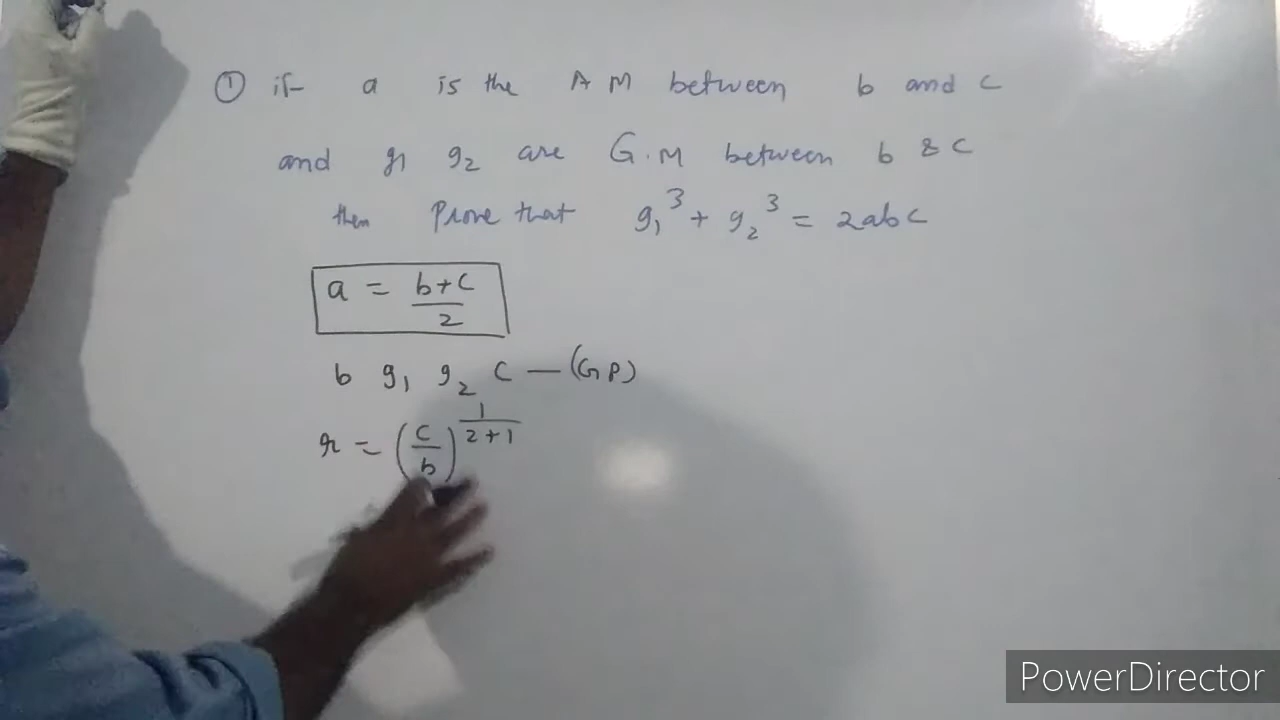 ① if a is the A M between b and c
and g₁ g₂ are G.M between b & c
then Prove that g₁³ + g₂³ = 2abc
a = b+c/2
b g₁ g₂ c — (GP)
r = (c/b)^1/2+1
PowerDirector